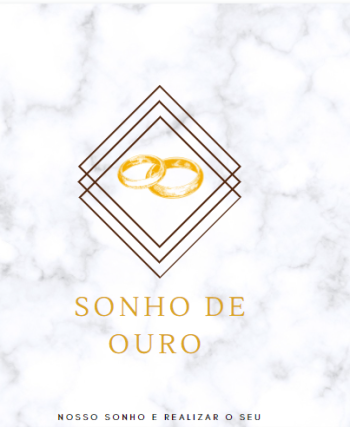 SONHO DE
OURO
NOSSO SONHO E REALIZAR O SEU